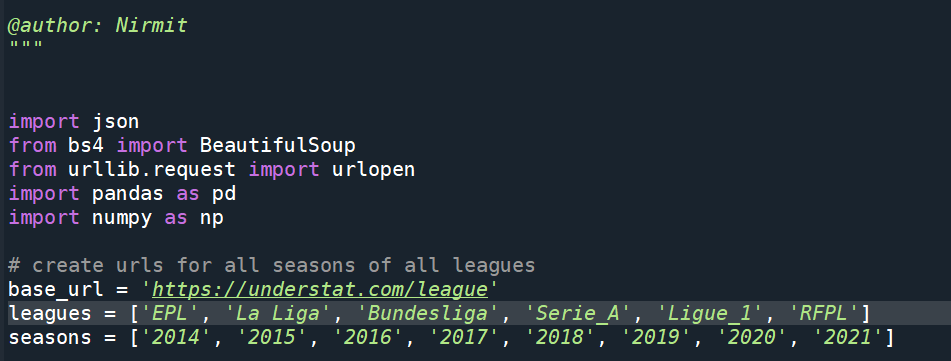 @author: Nirmit
"""
import json
from bs4 import BeautifulSoup
from urllib.request import urlopen
import pandas as pd
import numpy as np
# create urls for all seasons of all leagues
base_url = 'https://understat.com/league'
leagues = ['EPL', 'La Liga', 'Bundesliga', 'Serie_A', 'Ligue_1', 'RFPL']
seasons = ['2014', '2015', '2016', '2017', '2018', '2019', '2020', '2021']